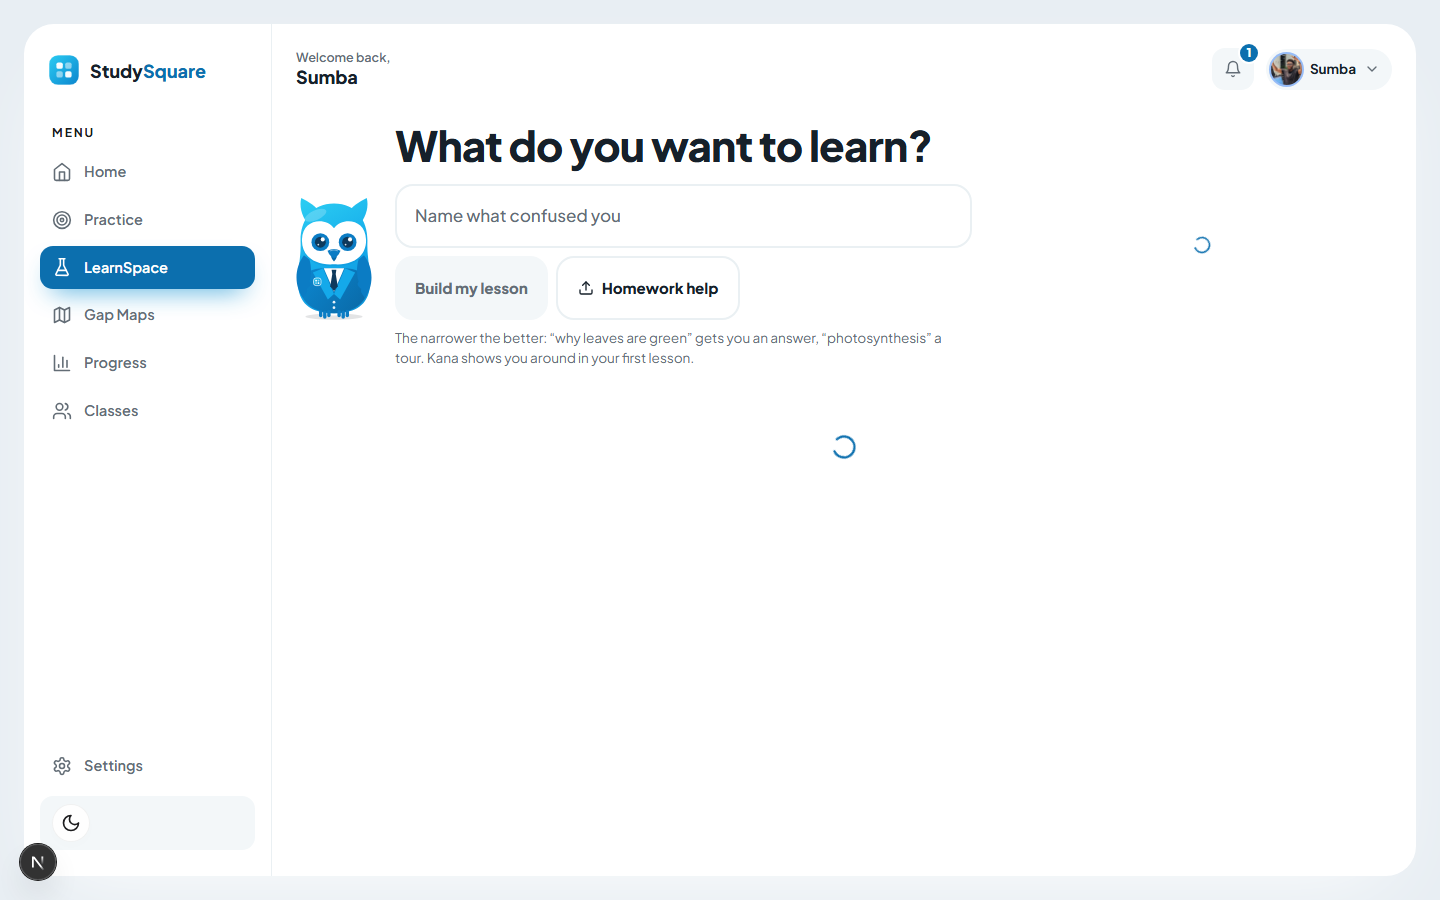 StudySquare
MENU
Home
Practice
LearnSpace
Gap Maps
Progress
Classes
Settings
N
Welcome back,
Sumba
1
Sumba
What do you want to learn?
Name what confused you
Build my lesson
Homework help
The narrower the better: “why leaves are green” gets you an answer, “photosynthesis” a
tour. Kana shows you around in your first lesson.